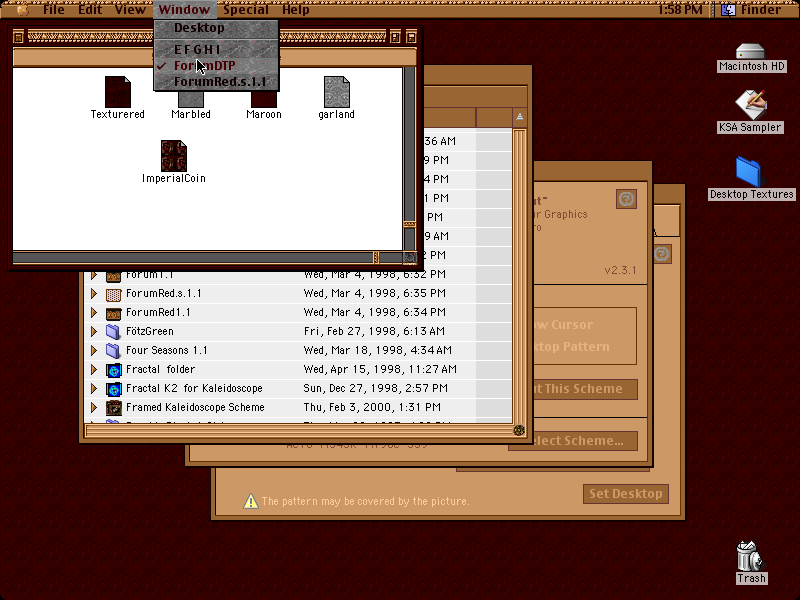 File Edit View Window Special Help 1:58 PM Finder
Desktop
E F G H I
ForumDTP
ForumRed.s.1.1
Texturered Marbled Maroon garland
ImperialCoin
Macintosh HD
KSA Sampler
Desktop Textures
Trash
36 AM
9 PM
4 PM
1 PM
PM
9 AM
2 PM
Forum1.1 Wed, Mar 4, 1998, 6:32 PM
ForumRed.s.1.1 Wed, Mar 4, 1998, 6:35 PM
ForumRed1.1 Wed, Mar 4, 1998, 6:34 PM
FötzGreen Fri, Feb 27, 1998, 6:13 AM
Four Seasons 1.1 Wed, Mar 18, 1998, 4:34 AM
Fractal folder Wed, Apr 15, 1998, 11:27 AM
Fractal K2 for Kaleidoscope Sun, Dec 27, 1998, 2:57 PM
Framed Kaleidoscope Scheme Thu, Feb 3, 2000, 1:31 PM
ut"
ur Graphics
ro
v2.3.1
ow Cursor
ktop Pattern
ut This Scheme
elect Scheme...
The pattern may be covered by the picture.
Set Desktop